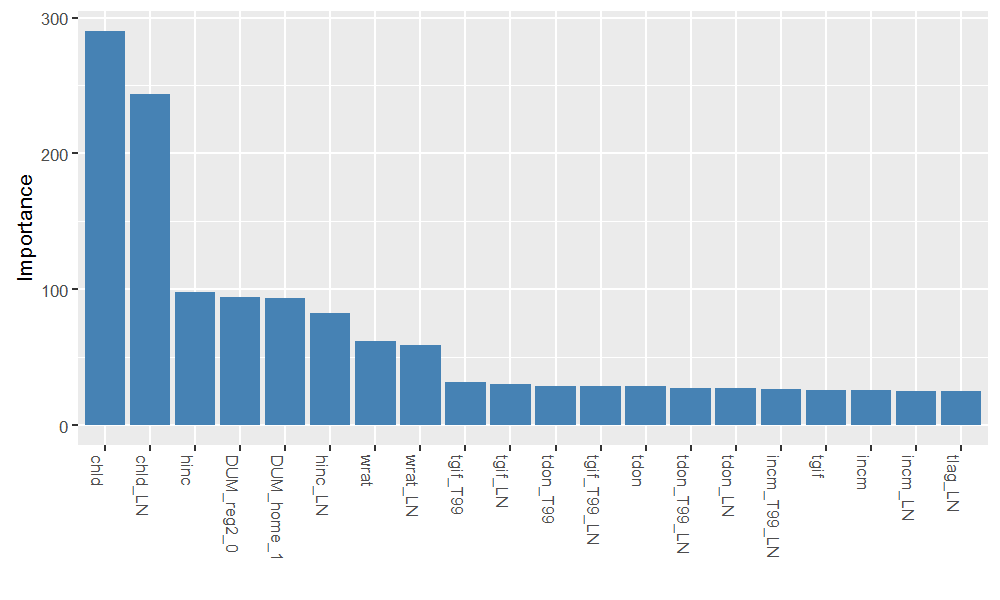 300
200
100
0
Importance
chld
chld_LN
hinc
DUM_reg2_0
DUM_home_1
hinc_LN
wrat
wrat_LN
tgif_T99
tgif_LN
tdon_T99
tgif_T99_LN
tdon
tdon_T99_LN
tdon_LN
incm_T99_LN
tgif
incm
incm_LN
tlag_LN